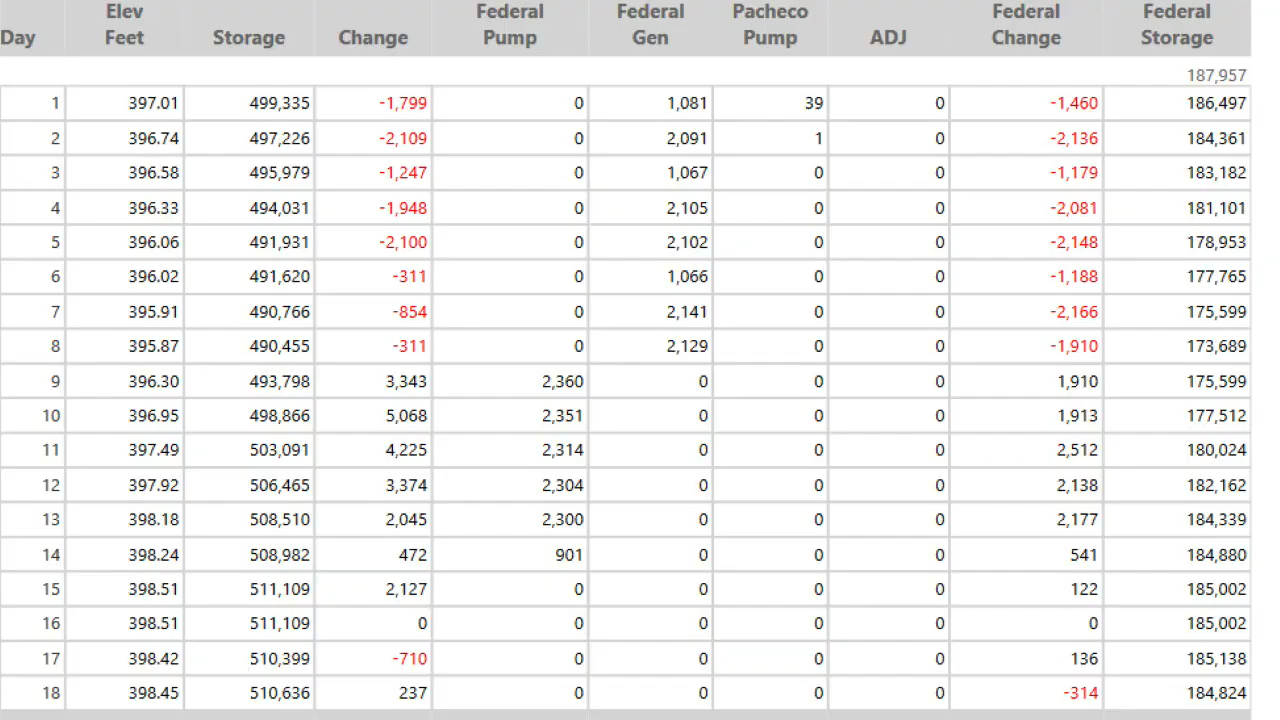 Day Elev Feet Storage Change Federal Pump Federal Gen Pacheco Pump ADJ Federal Change Federal Storage
187,957
1 397.01 499,335 -1,799 0 1,081 39 0 -1,460 186,497
2 396.74 497,226 -2,109 0 2,091 1 0 -2,136 184,361
3 396.58 495,979 -1,247 0 1,067 0 0 -1,179 183,182
4 396.33 494,031 -1,948 0 2,105 0 0 -2,081 181,101
5 396.06 491,931 -2,100 0 2,102 0 0 -2,148 178,953
6 396.02 491,620 -311 0 1,066 0 0 -1,188 177,765
7 395.91 490,766 -854 0 2,141 0 0 -2,166 175,599
8 395.87 490,455 -311 0 2,129 0 0 -1,910 173,689
9 396.30 493,798 3,343 2,360 0 0 0 1,910 175,599
10 396.95 498,866 5,068 2,351 0 0 0 1,913 177,512
11 397.49 503,091 4,225 2,314 0 0 0 2,512 180,024
12 397.92 506,465 3,374 2,304 0 0 0 2,138 182,162
13 398.18 508,510 2,045 2,300 0 0 0 2,177 184,339
14 398.24 508,982 472 901 0 0 0 541 184,880
15 398.51 511,109 2,127 0 0 0 0 122 185,002
16 398.51 511,109 0 0 0 0 0 0 185,002
17 398.42 510,399 -710 0 0 0 0 136 185,138
18 398.45 510,636 237 0 0 0 0 -314 184,824